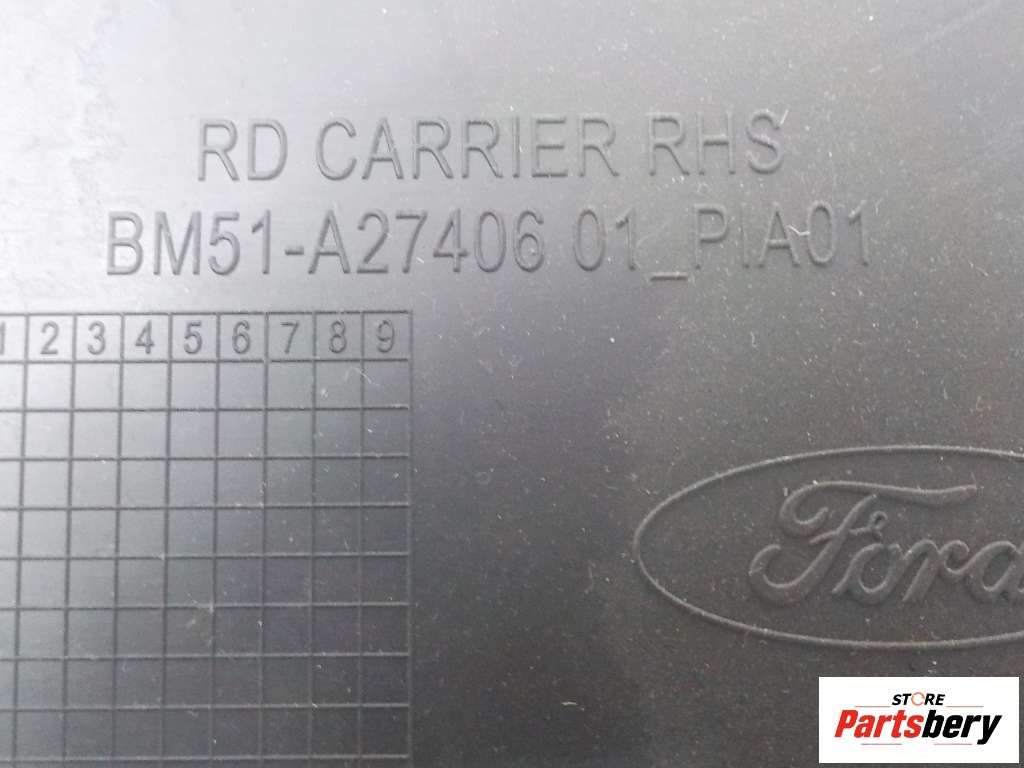 RD CARRIER RHS
BM51-A27406 01_PIA01
1 2 3 4 5 6 7 8 9
Ford
STORE
Partsbery